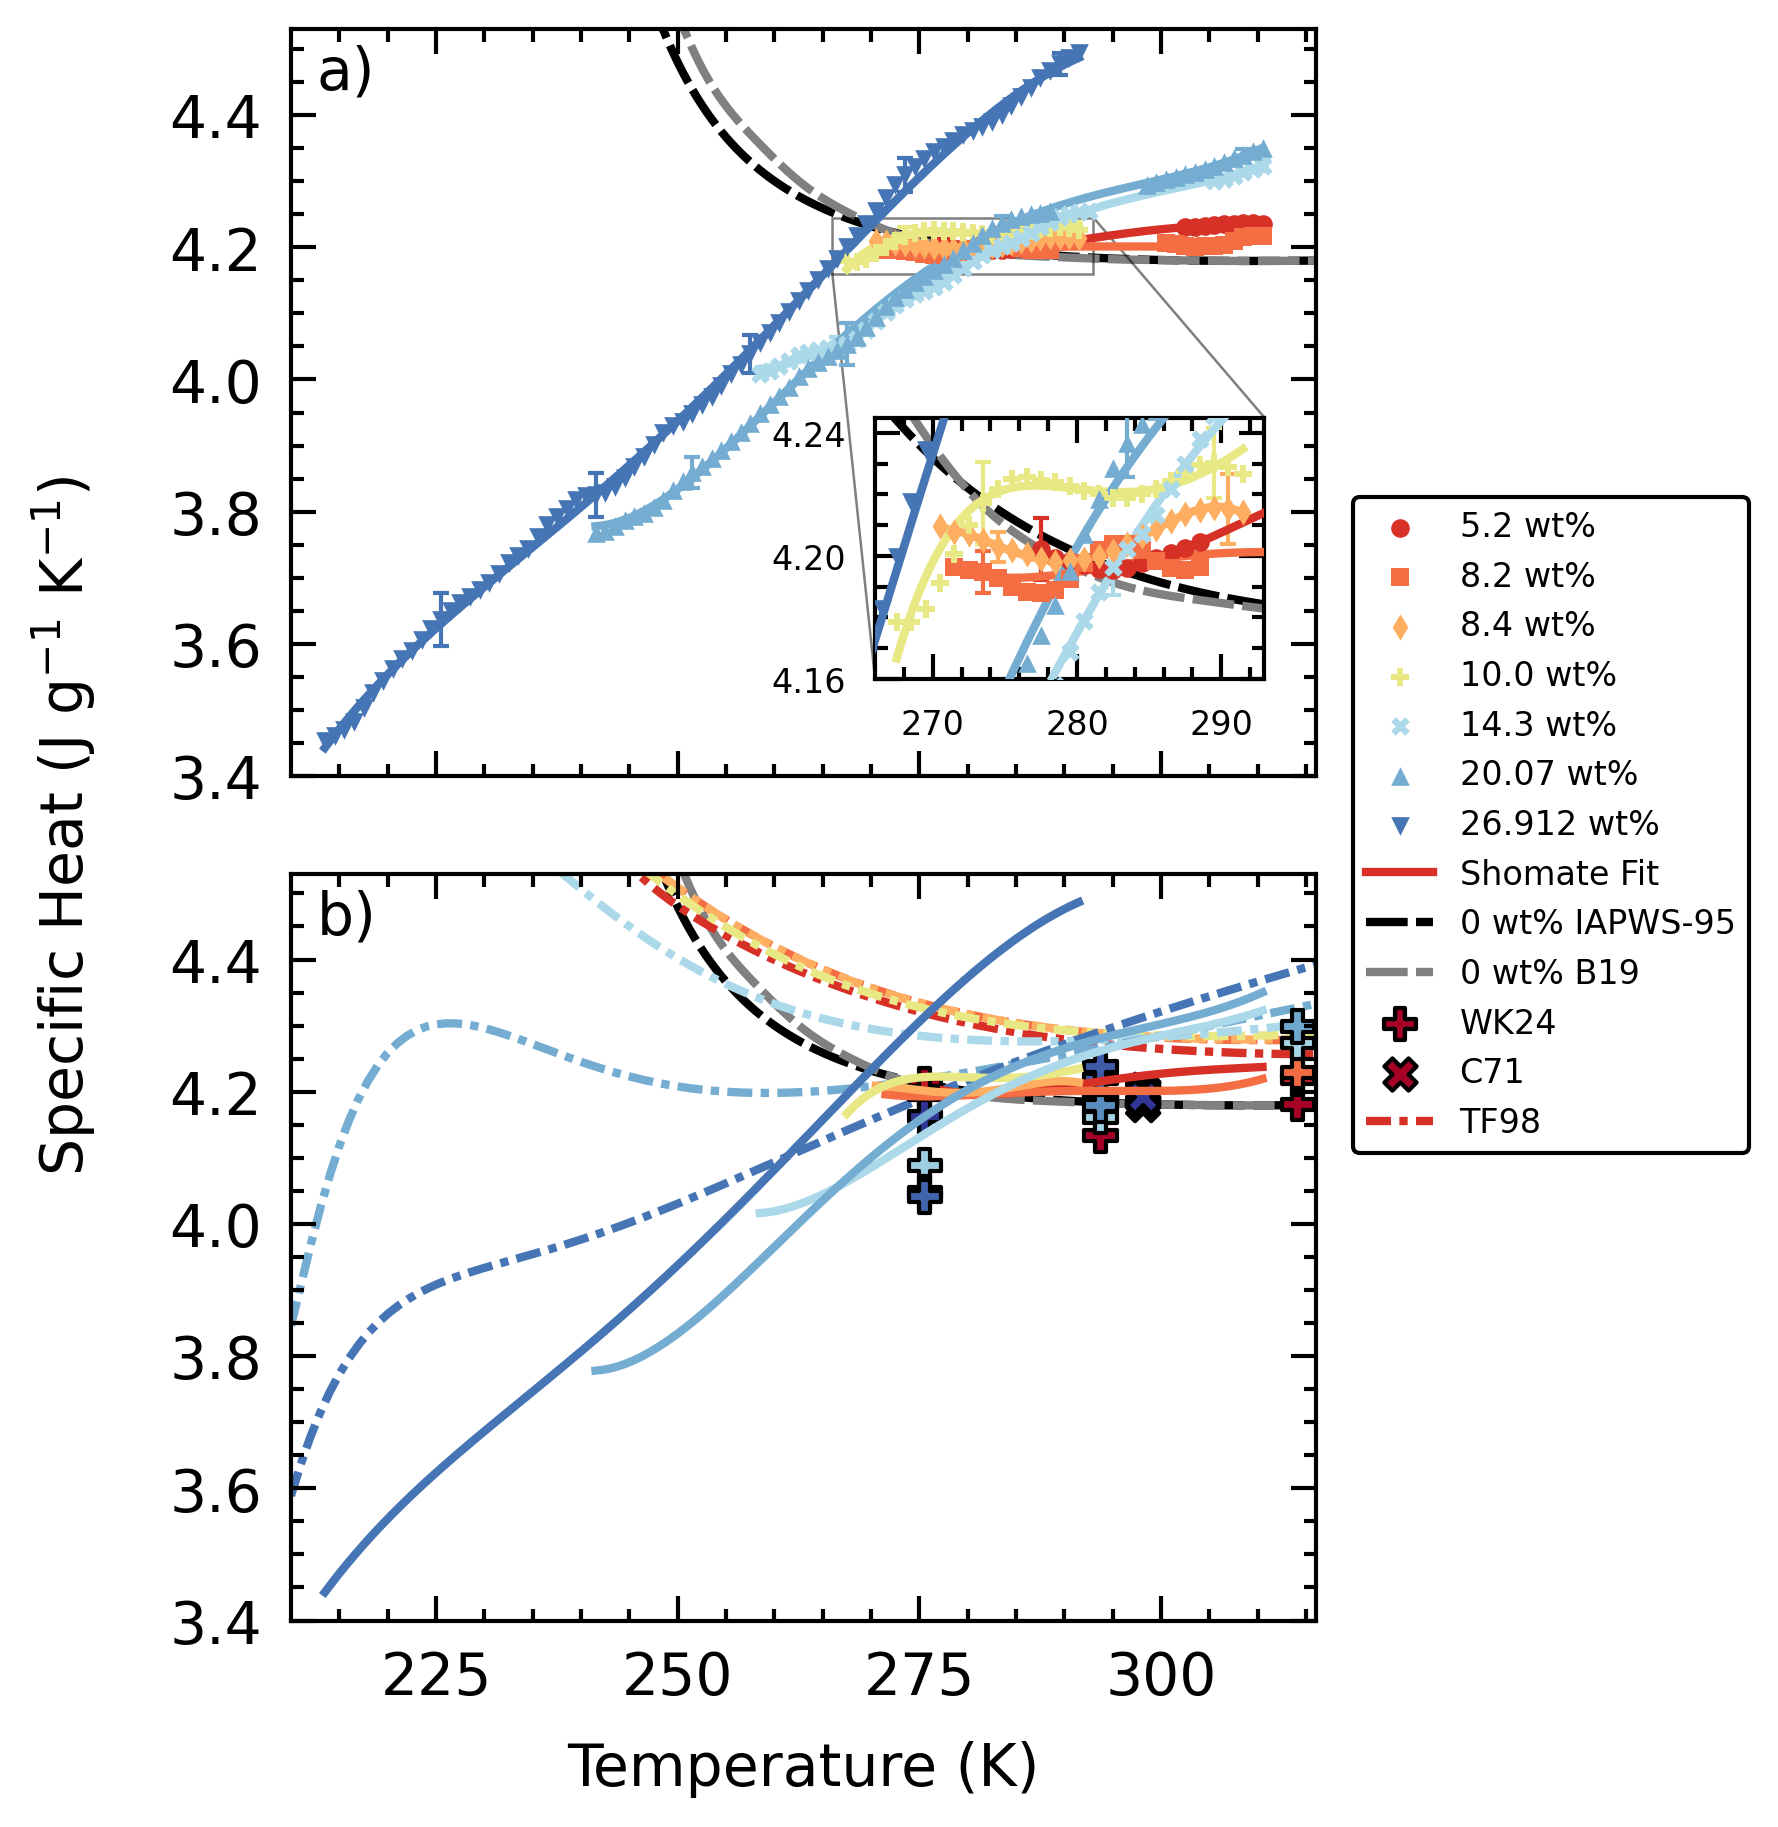 a)
4.4
4.2
4.0
3.8
3.6
3.4
4.24
4.20
4.16
270 280 290
b)
4.4
4.2
4.0
3.8
3.6
3.4
225 250 275 300
Temperature (K)
Specific Heat (J g⁻¹ K⁻¹)
5.2 wt%
8.2 wt%
8.4 wt%
10.0 wt%
14.3 wt%
20.07 wt%
26.912 wt%
Shomate Fit
0 wt% IAPWS-95
0 wt% B19
WK24
C71
TF98